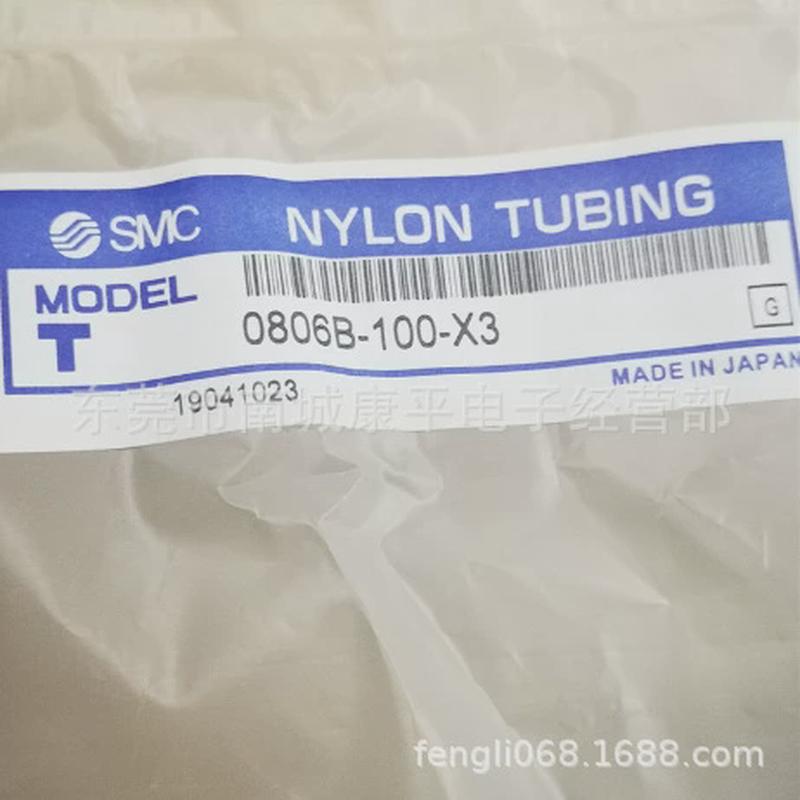 SMC NYLON TUBING
MODEL
T 0806B-100-X3 G
19041023 MADE IN JAPAN
东莞市南城康平电子经营部
fengli068.1688.com